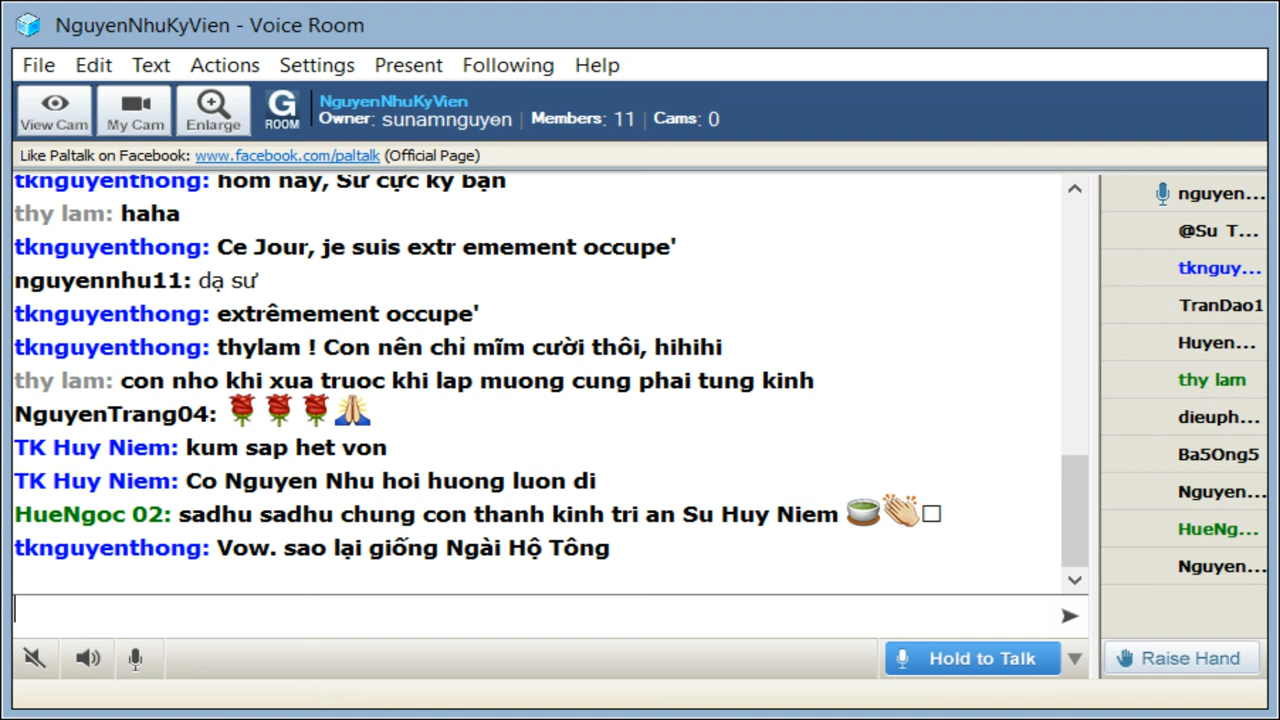 NguyenNhuKyVien - Voice Room
File Edit Text Actions Settings Present Following Help
View Cam My Cam Enlarge G ROOM
NguyenNhuKyVien
Owner: sunamnguyen | Members: 11 | Cams: 0
Like Paltalk on Facebook: www.facebook.com/paltalk (Official Page)
tknguyenthong: hôm nay, Sư cực kỳ bận
thy lam: haha
tknguyenthong: Ce Jour, je suis extr emement occupe'
nguyennhu11: dạ sư
tknguyenthong: extrêmement occupe'
tknguyenthong: thylam ! Con nên chỉ mĩm cười thôi, hihihi
thy lam: con nho khi xua truoc khi lap muong cung phai tung kinh
NguyenTrang04: 🌹 🌹 🌹 🙏
TK Huy Niem: kum sap het von
TK Huy Niem: Co Nguyen Nhu hoi huong luon di
HueNgoc 02: sadhu sadhu chung con thanh kinh tri an Su Huy Niem 🍵👏□
tknguyenthong: Vow. sao lại giống Ngài Hộ Tông
nguyen...
@Su T...
tknguy...
TranDao1
Huyen...
thy lam
dieuph...
Ba5Ong5
Nguyen...
HueNg...
Nguyen...
Hold to Talk
Raise Hand